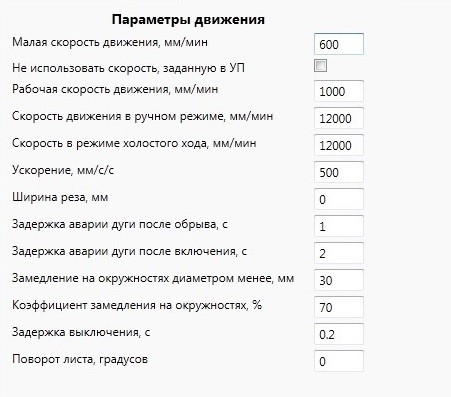 Параметры движения
Малая скорость движения, мм/мин 600
Не использовать скорость, заданную в УП
Рабочая скорость движения, мм/мин 1000
Скорость движения в ручном режиме, мм/мин 12000
Скорость в режиме холостого хода, мм/мин 12000
Ускорение, мм/с/с 500
Ширина реза, мм 0
Задержка аварии дуги после обрыва, с 1
Задержка аварии дуги после включения, с 2
Замедление на окружностях диаметром менее, мм 30
Коэффициент замедления на окружностях, % 70
Задержка выключения, с 0.2
Поворот листа, градусов 0